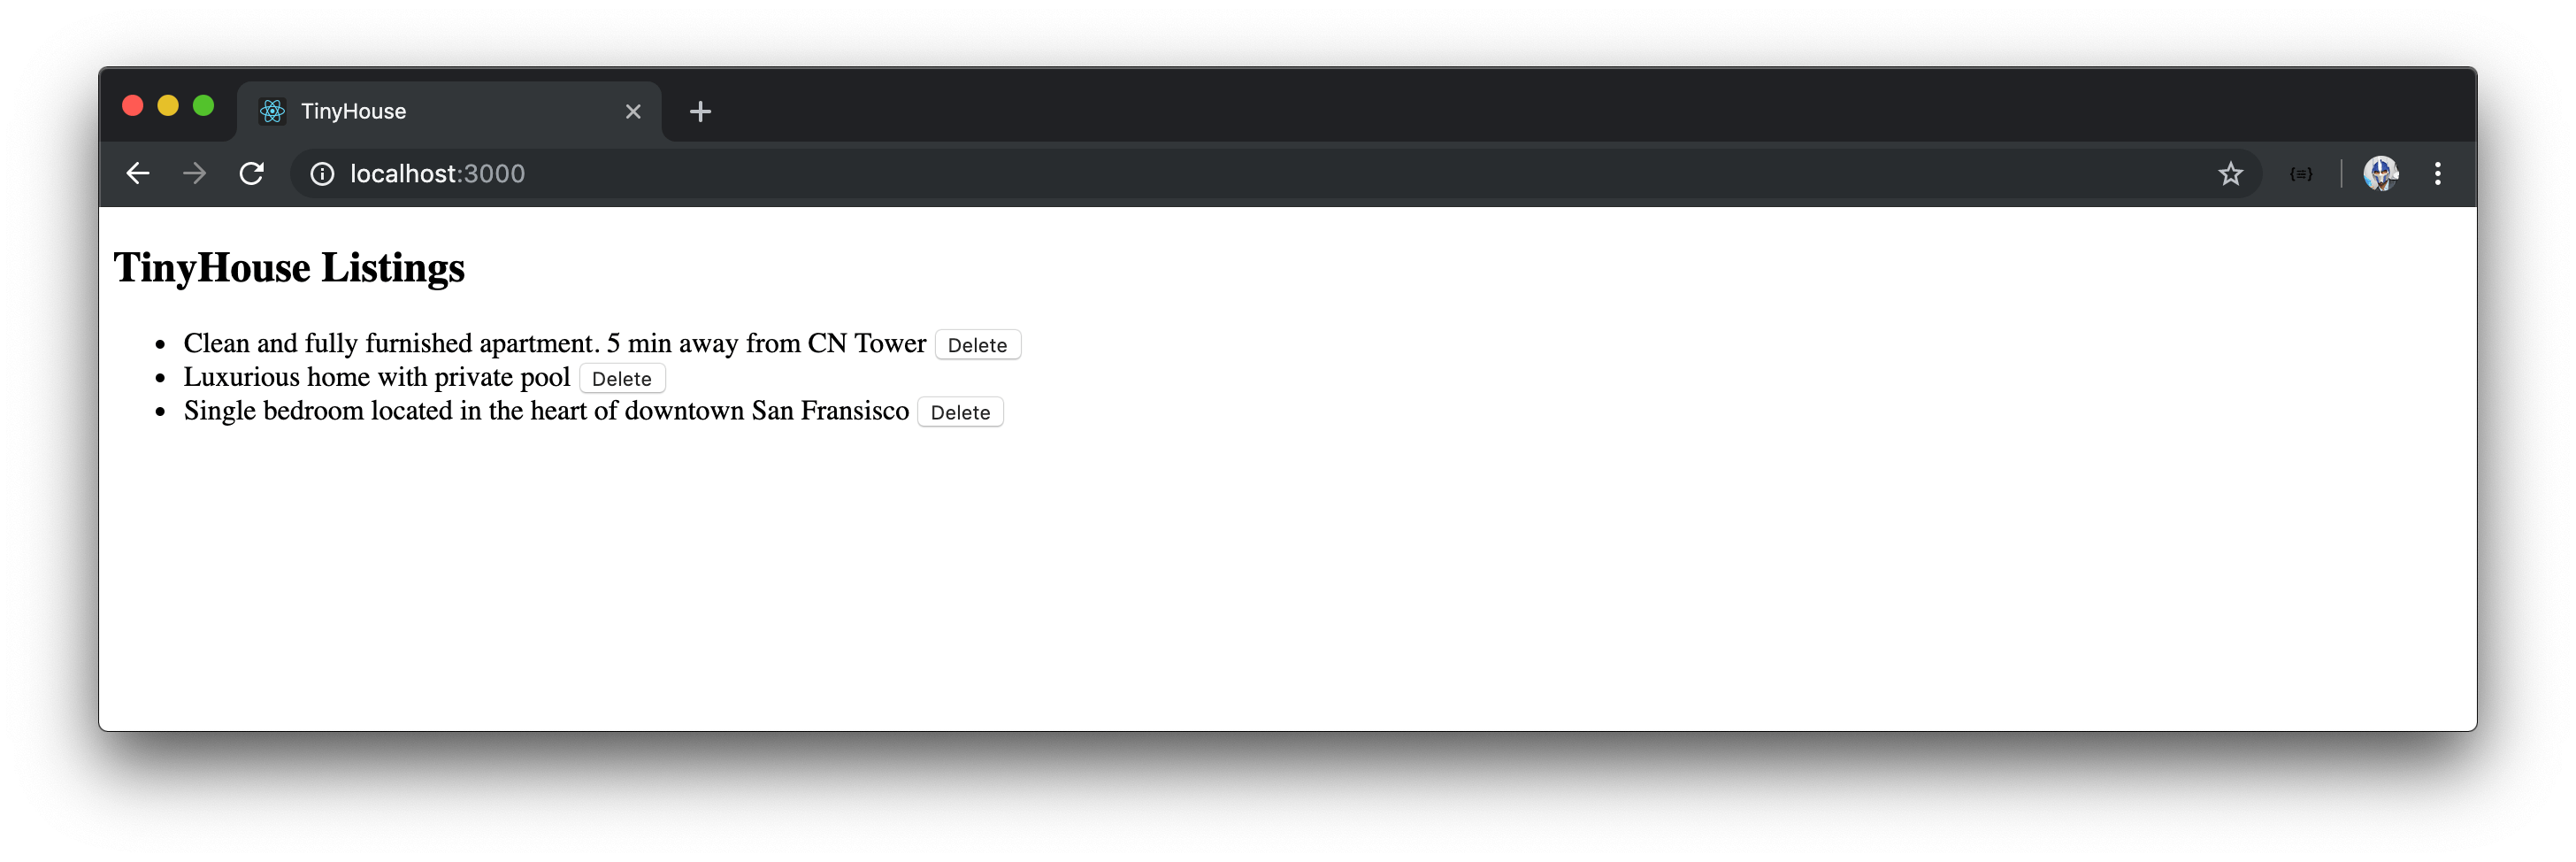 TinyHouse
localhost:3000
{≡}
TinyHouse Listings
Clean and fully furnished apartment. 5 min away from CN Tower Delete
Luxurious home with private pool Delete
Single bedroom located in the heart of downtown San Fransisco Delete